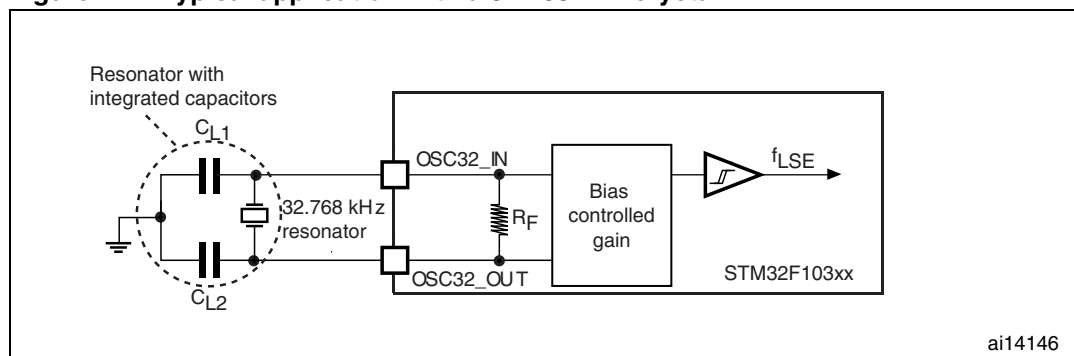 Resonator with
integrated capacitors
CL1
OSC32_IN
fLSE
32.768 kHz
resonator
RF
Bias
controlled
gain
OSC32_OUT
STM32F103xx
CL2
ai14146